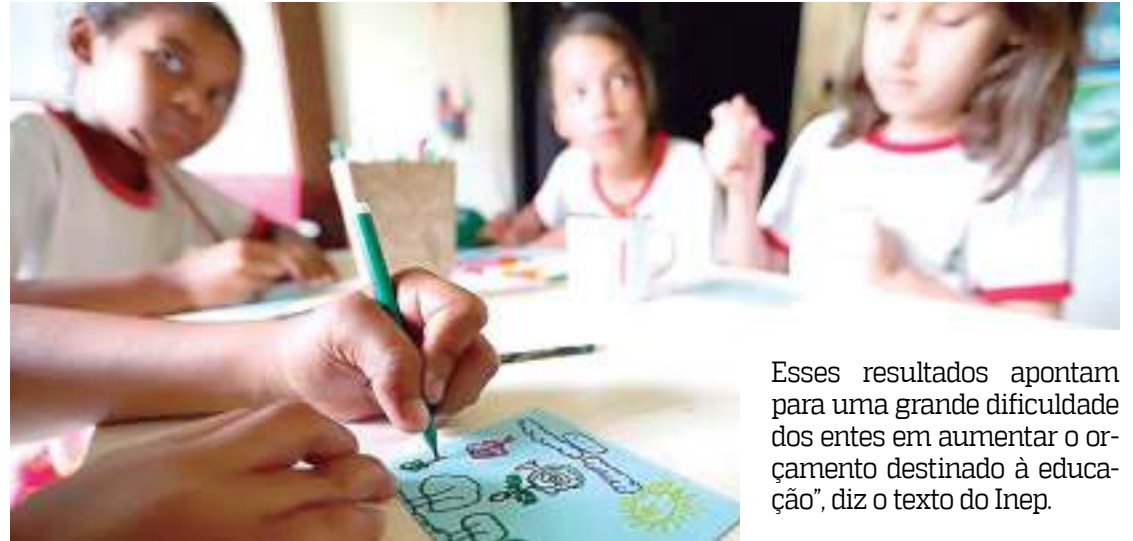 Esses resultados apontam
para uma grande dificuldade
dos entes em aumentar o or-
çamento destinado à educa-
ção”, diz o texto do Inep.